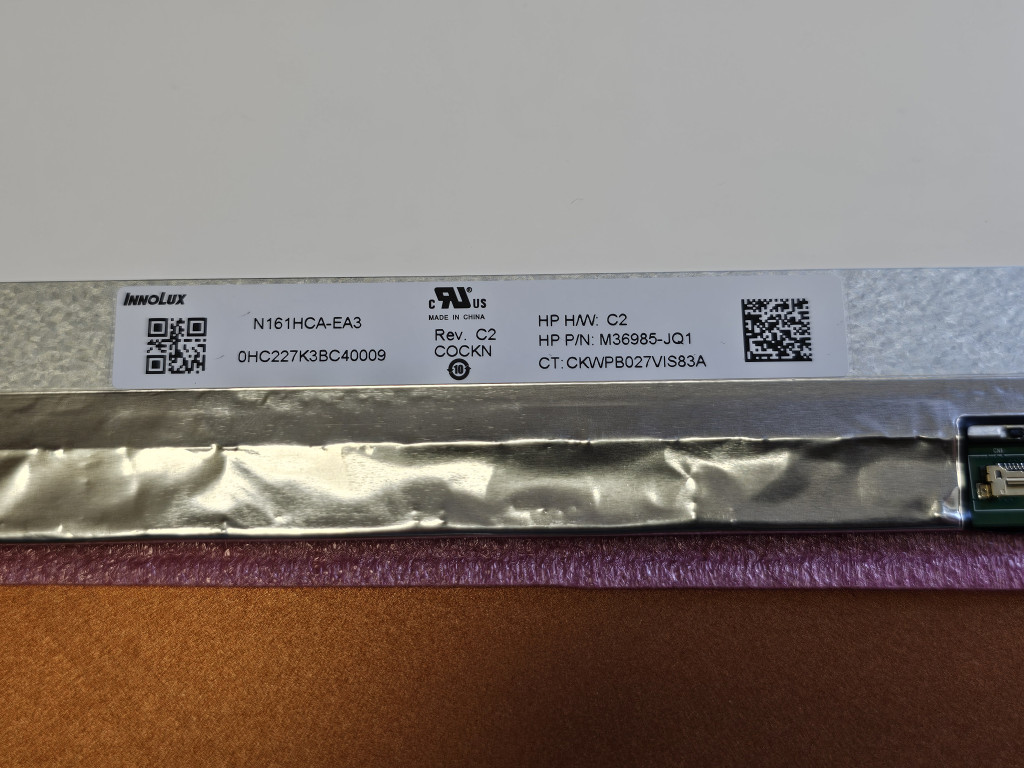 INNOLUX
N161HCA-EA3
0HC227K3BC40009
C RU ® US
MADE IN CHINA
Rev. C2
COCKN
10
HP H/W: C2
HP P/N: M36985-JQ1
CT: CKWPB027VIS83A